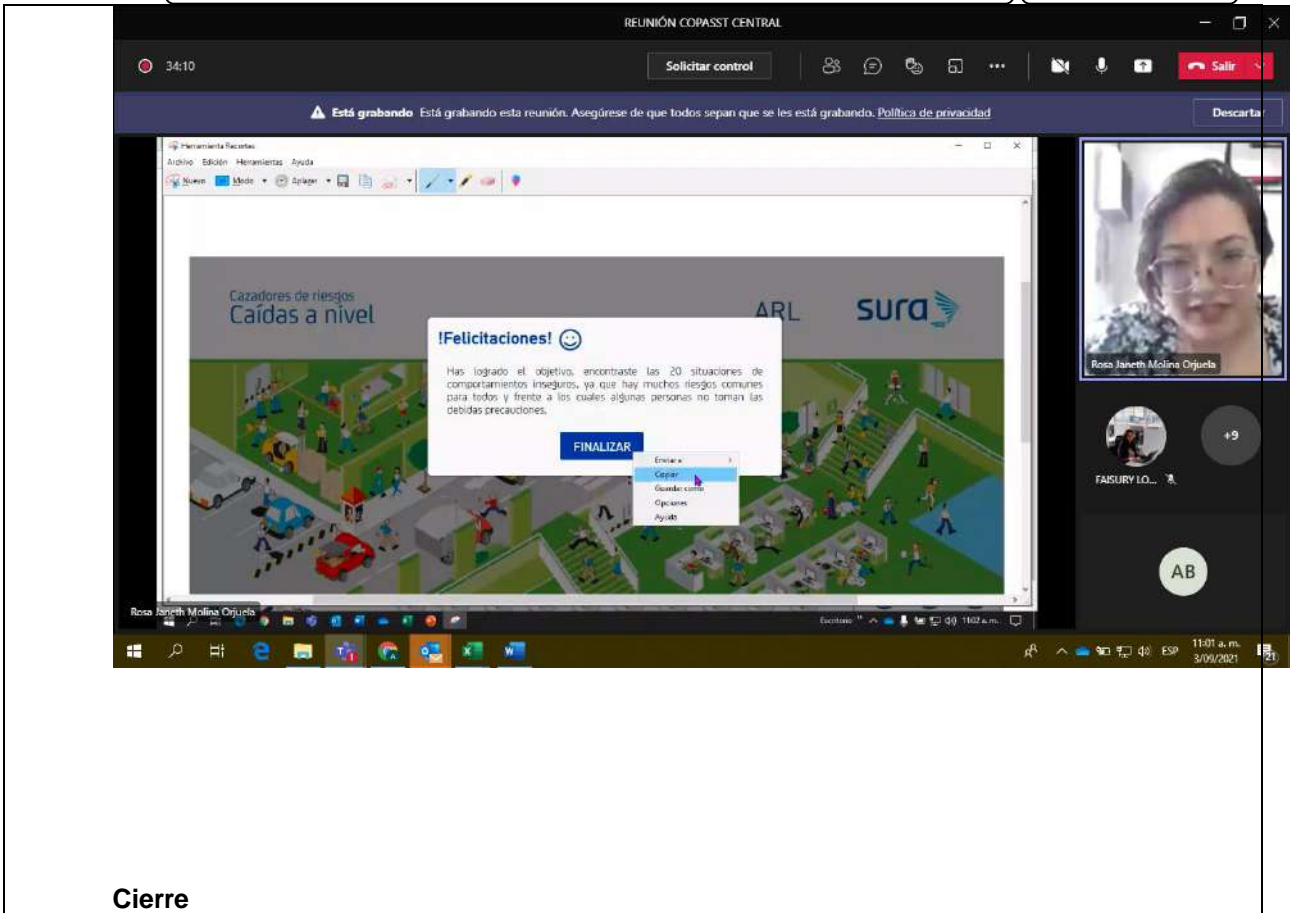 REUNIÓN COPASST CENTRAL
34:10
Solicitar control
Salir
Está grabando Está grabando esta reunión. Asegúrese de que todos sepan que se les está grabando. Política de privacidad
Descartar
Herramienta Recortes
Archivo Edición Herramientas Ayuda
Nuevo Modo Aplazar
Cazadores de riesgos
Caídas a nivel
ARL sura
!Felicitaciones!
Has logrado el objetivo, encontraste las 20 situaciones de
comportamientos inseguros, ya que hay muchos riesgos comunes
para todos y frente a los cuales algunas personas no toman las
debidas precauciones.
FINALIZAR
Enviar a
Copiar
Guardar como
Opciones
Ayuda
Rosa Janeth Molina Orjuela
FAISURY LO...
+9
AB
Rosa Janeth Molina Orjuela
Escritorio
11:02 a. m.
ESP
11:01 a. m.
3/09/2021
21
Cierre